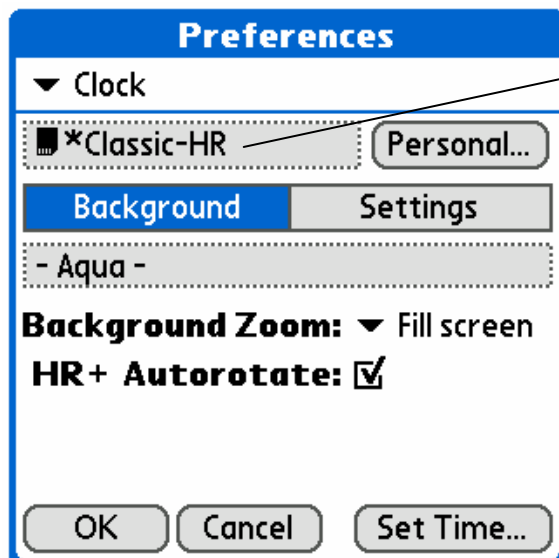 Preferences
Clock
*Classic-HR Personal...
Background Settings
- Aqua -
Background Zoom: Fill screen
HR+ Autorotate:
OK Cancel Set Time...